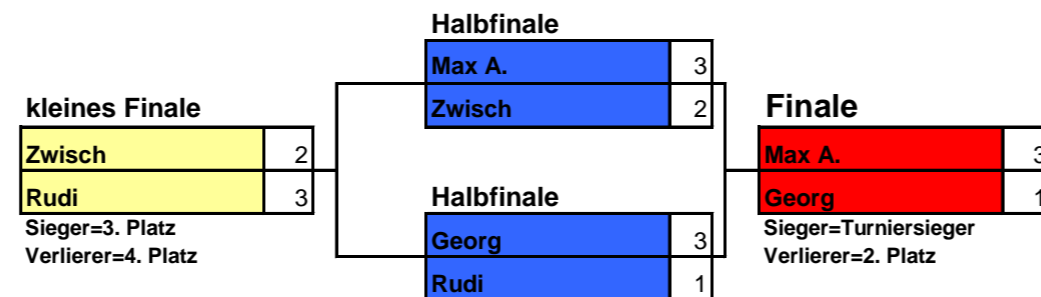 Halbfinale
Max A. 3
Zwisch 2
kleines Finale
Zwisch 2
Rudi 3
Sieger=3. Platz
Verlierer=4. Platz
Halbfinale
Georg 3
Rudi 1
Finale
Max A. 3
Georg 1
Sieger=Turniersieger
Verlierer=2. Platz